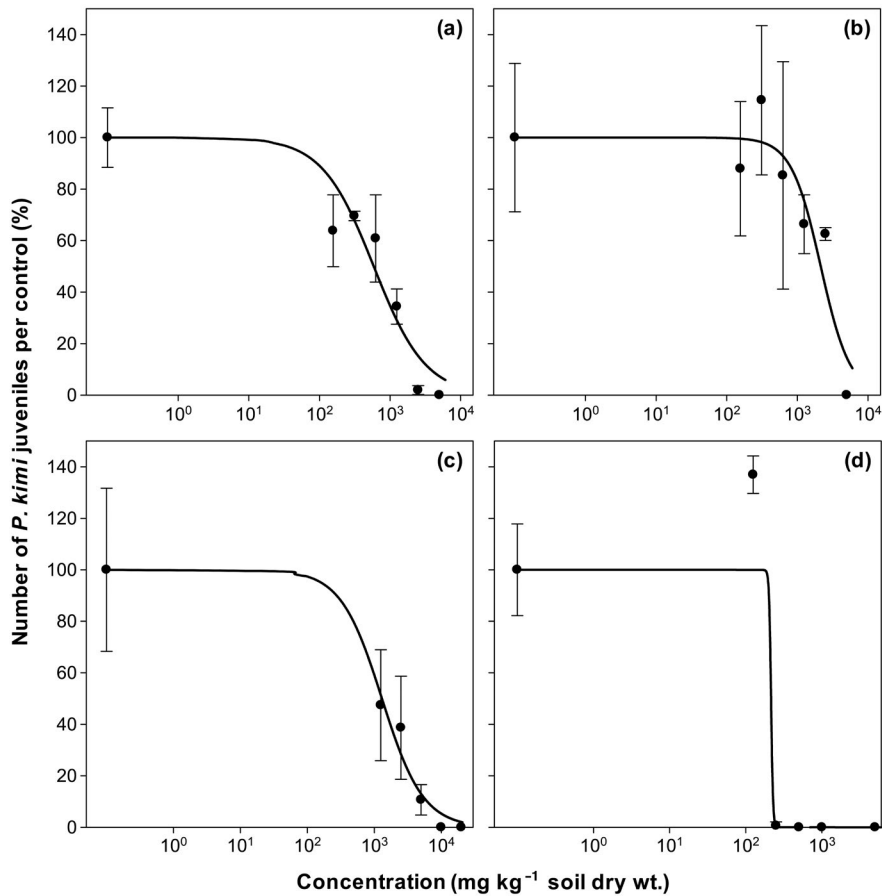 Number of P. kimi juveniles per control (%)
(a)
140
120
100
80
60
40
20
0
10⁰ 10¹ 10² 10³ 10⁴
(b)
10⁰ 10¹ 10² 10³ 10⁴
(c)
140
120
100
80
60
40
20
0
10⁰ 10¹ 10² 10³ 10⁴
(d)
10⁰ 10¹ 10² 10³
Concentration (mg kg⁻¹ soil dry wt.)